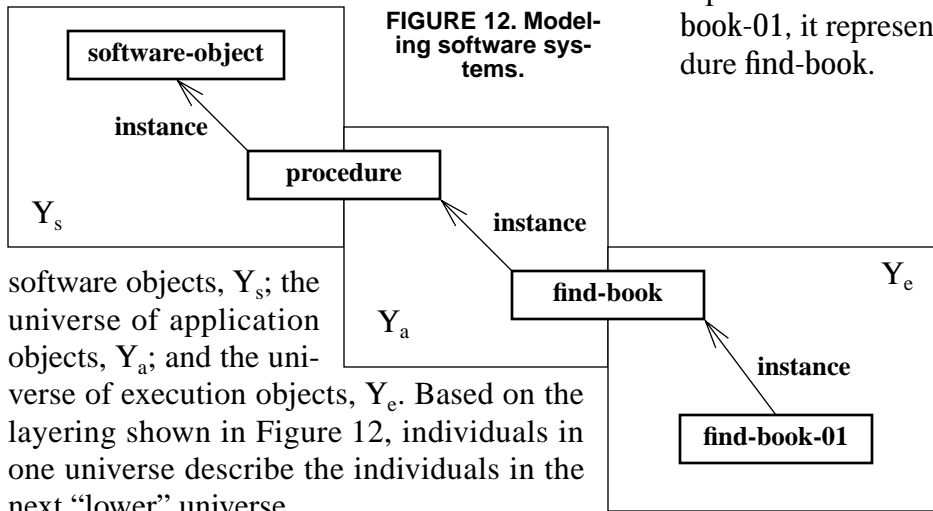 FIGURE 12. Model-
ing software sys-
tems.
book-01, it represen
dure find-book.
software-object
instance
procedure
Yₛ
instance
find-book
Yₐ
Yₑ
instance
find-book-01
software objects, Yₛ; the
universe of application
objects, Yₐ; and the uni-
verse of execution objects, Yₑ. Based on the
layering shown in Figure 12, individuals in
one universe describe the individuals in the
next “lower” universe